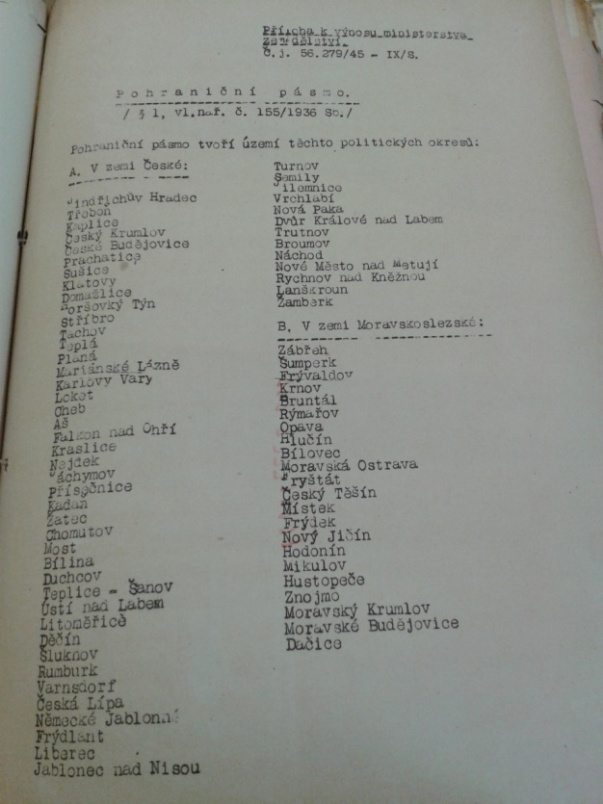 Příloha k výnosu ministerstva
zemědělství.
Č.j. 56.279/45 - IX/S.
Pohraniční pásmo.
/ § 1, vl.nař. č. 155/1936 Sb./
Pohraniční pásmo tvoří území těchto politických okresů:
A. V zemi České:
Jindřichův Hradec
Třeboň
Kaplice
Český Krumlov
České Budějovice
Prachatice
Sušice
Klatovy
Domažlice
Horšovký Týn
Stříbro
Tachov
Teplá
Planá
Mariánské Lázně
Karlovy Vary
Loket
Cheb
Aš
Falkon nad Ohří
Kraslice
Nejdek
Jáchymov
Přísečnice
Kadaň
Žatec
Chomutov
Most
Bílina
Duchcov
Teplice - Šanov
Ústí nad Labem
Litoměřice
Děčín
Šluknov
Rumburk
Varnsdorf
Česká Lípa
Německé Jablonné
Frýdlant
Liberec
Jablonec nad Nisou
Turnov
Semily
Jilemnice
Vrchlabí
Nová Paka
Dvůr Králové nad Labem
Trutnov
Broumov
Náchod
Nové Město nad Metují
Rychnov nad Kněžnou
Lanškroun
Žamberk
B, V zemi Moravskoslezské:
Zábřeh
Šumperk
Frývaldov
Krnov
Bruntál
Rýmařov
Opava
Hlučín
Bílovec
Moravská Ostrava
Fryštát
Český Těšín
Místek
Frýdek
Nový Jičín
Hodonín
Mikulov
Hustopeče
Znojmo
Moravský Krumlov
Moravské Budějovice
Dačice